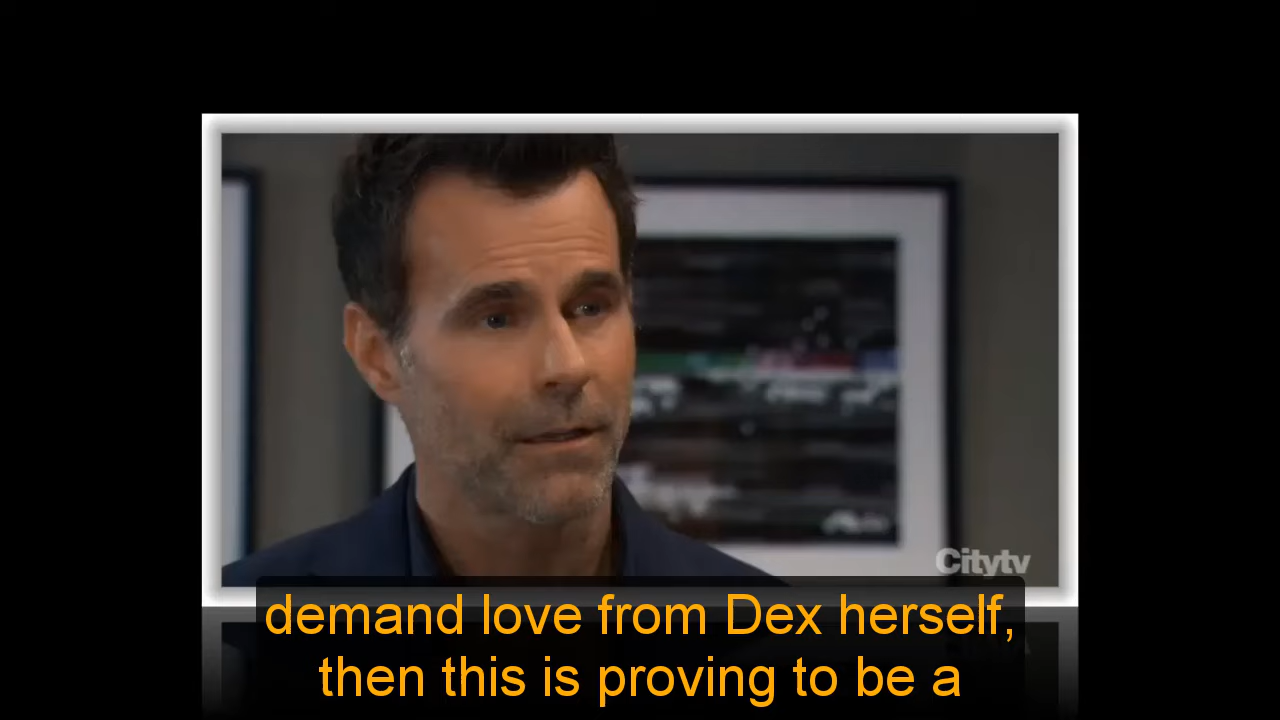 Citytv
demand love from Dex herself,
then this is proving to be a